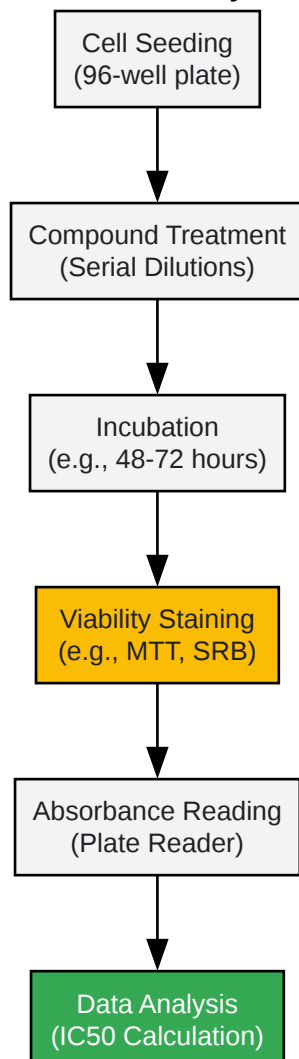 Cell Seeding
(96-well plate)
Compound Treatment
(Serial Dilutions)
Incubation
(e.g., 48-72 hours)
Viability Staining
(e.g., MTT, SRB)
Absorbance Reading
(Plate Reader)
Data Analysis
(IC50 Calculation)